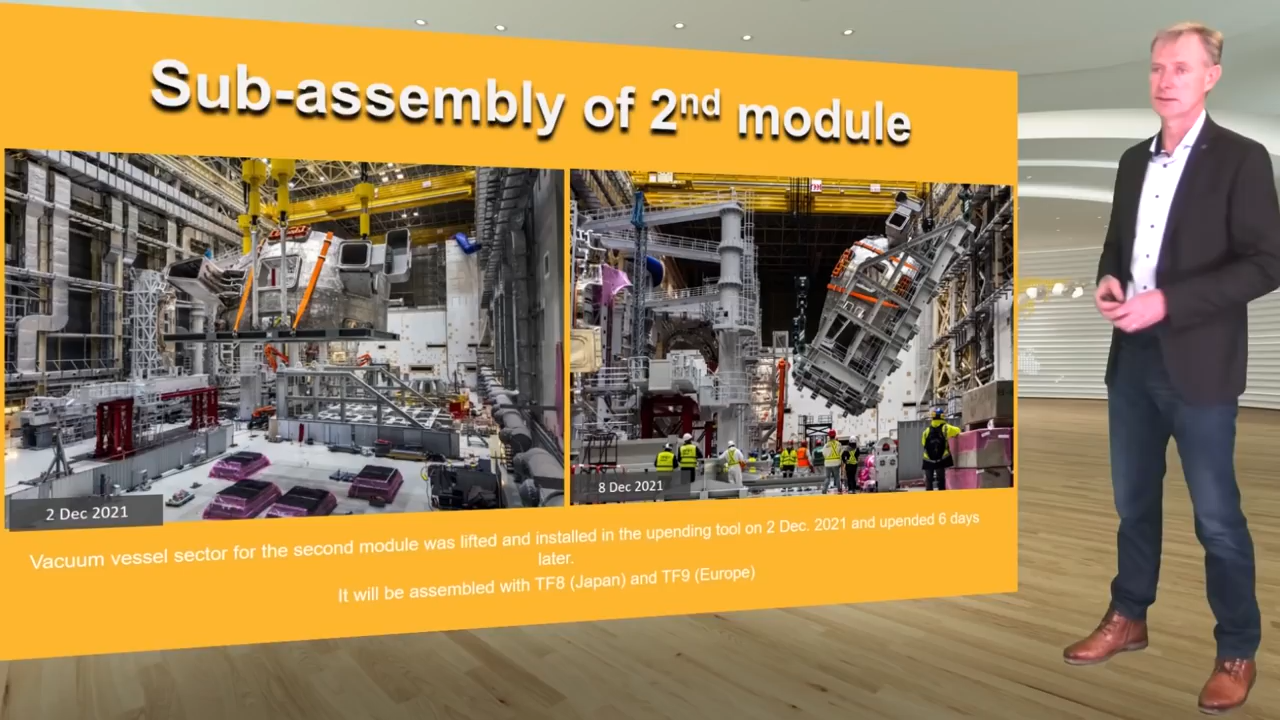 Sub-assembly of 2nd module
2 Dec 2021
8 Dec 2021
Vacuum vessel sector for the second module was lifted and installed in the upending tool on 2 Dec. 2021 and upended 6 days
later.
It will be assembled with TF8 (Japan) and TF9 (Europe)